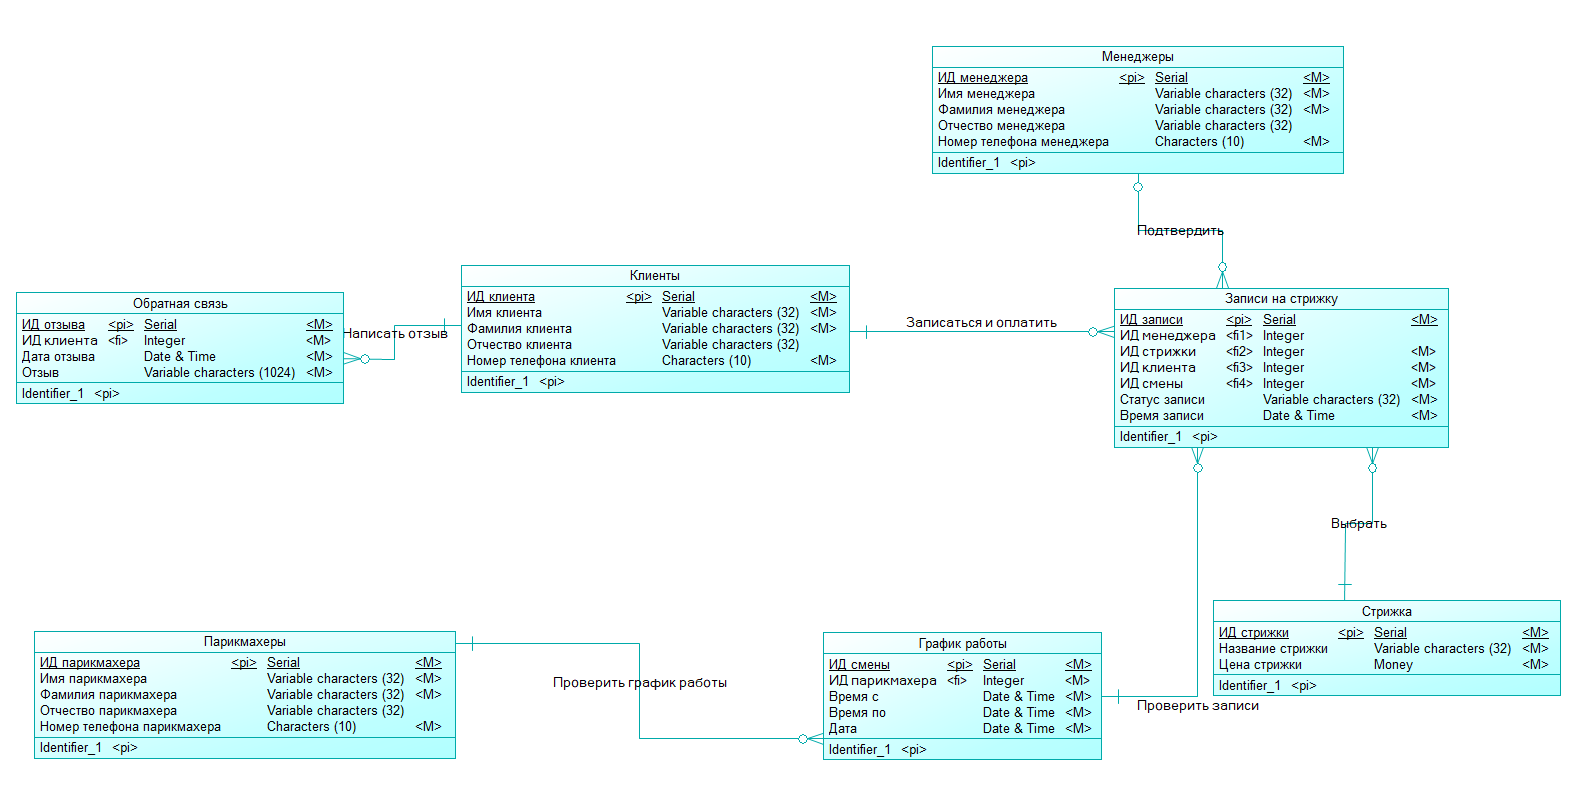 Менеджеры
ИД менеджера <pi> Serial <M>
Имя менеджера Variable characters (32) <M>
Фамилия менеджера Variable characters (32) <M>
Отчество менеджера Variable characters (32)
Номер телефона менеджера Characters (10) <M>
Identifier_1 <pi>
Подтвердить
Обратная связь
ИД отзыва <pi> Serial <M>
ИД клиента <fi> Integer <M>
Дата отзыва Date & Time <M>
Отзыв Variable characters (1024) <M>
Identifier_1 <pi>
Написать отзыв
Клиенты
ИД клиента <pi> Serial <M>
Имя клиента Variable characters (32) <M>
Фамилия клиента Variable characters (32) <M>
Отчество клиента Variable characters (32)
Номер телефона клиента Characters (10) <M>
Identifier_1 <pi>
Записаться и оплатить
Записи на стрижку
ИД записи <pi> Serial <M>
ИД менеджера <fi1> Integer
ИД стрижки <fi2> Integer <M>
ИД клиента <fi3> Integer <M>
ИД смены <fi4> Integer <M>
Статус записи Variable characters (32) <M>
Время записи Date & Time <M>
Identifier_1 <pi>
Выбрать
Парикмахеры
ИД парикмахера <pi> Serial <M>
Имя парикмахера Variable characters (32) <M>
Фамилия парикмахера Variable characters (32) <M>
Отчество парикмахера Variable characters (32)
Номер телефона парикмахера Characters (10) <M>
Identifier_1 <pi>
Проверить график работы
График работы
ИД смены <pi> Serial <M>
ИД парикмахера <fi> Integer <M>
Время с Date & Time <M>
Время по Date & Time <M>
Дата Date & Time <M>
Identifier_1 <pi>
Проверить записи
Стрижка
ИД стрижки <pi> Serial <M>
Название стрижки Variable characters (32) <M>
Цена стрижки Money <M>
Identifier_1 <pi>